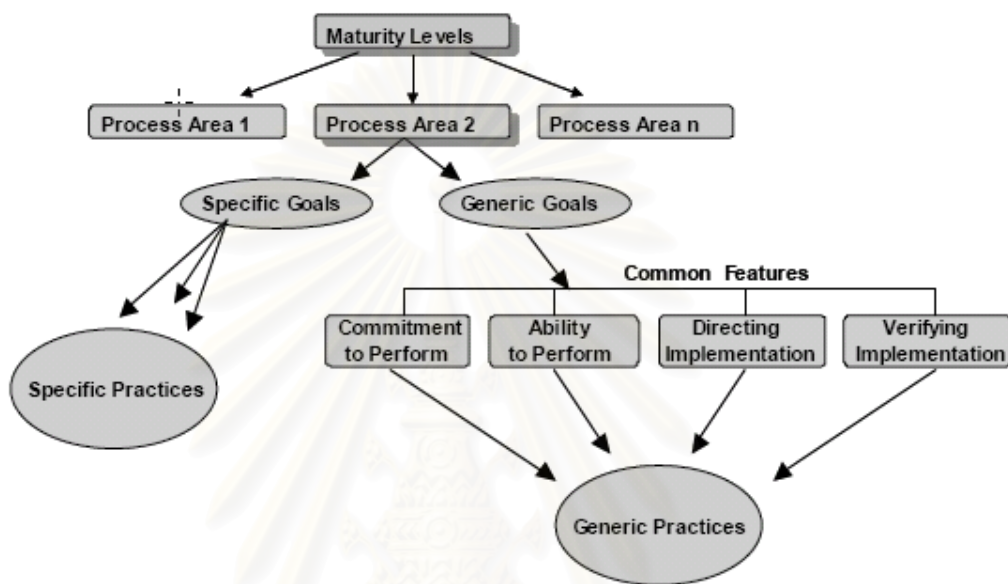 Maturity Levels
Process Area 1
Process Area 2
Process Area n
Specific Goals
Generic Goals
Common Features
Commitment
to Perform
Ability
to Perform
Directing
Implementation
Verifying
Implementation
Specific Practices
Generic Practices